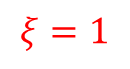 ξ = 1